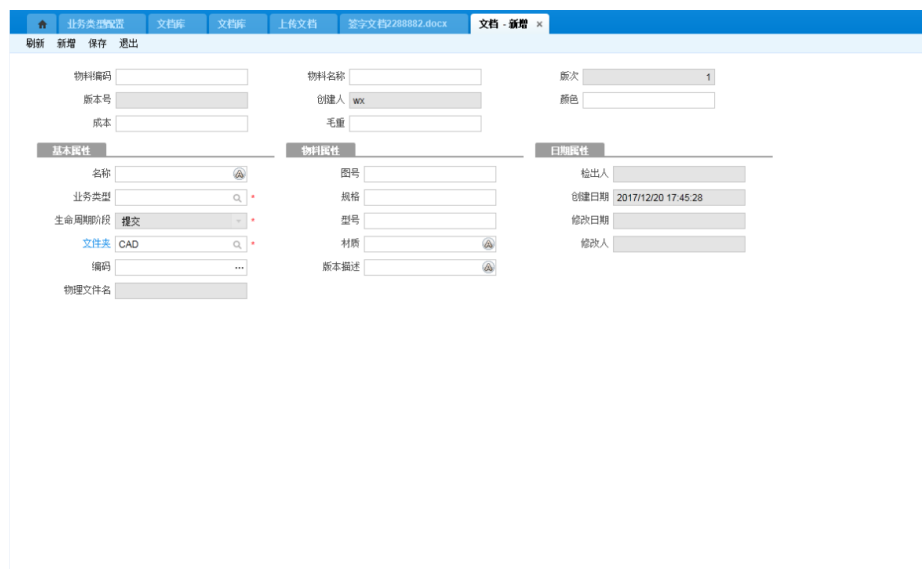 业务类型配置 文档库 文档库 上传文档 签字文档2288882.docx 文档 - 新增 ×
刷新 新增 保存 退出
物料编码 物料名称 版次 1
版本号 创建人 wx 颜色
成本 毛重
基本属性 物料属性 日期属性
名称 图号 检出人
业务类型 * 规格 创建日期 2017/12/20 17:45:28
生命周期阶段 提交 * 型号 修改日期
文件夹 CAD * 材质 修改人
编码 ... 版本描述
物理文件名